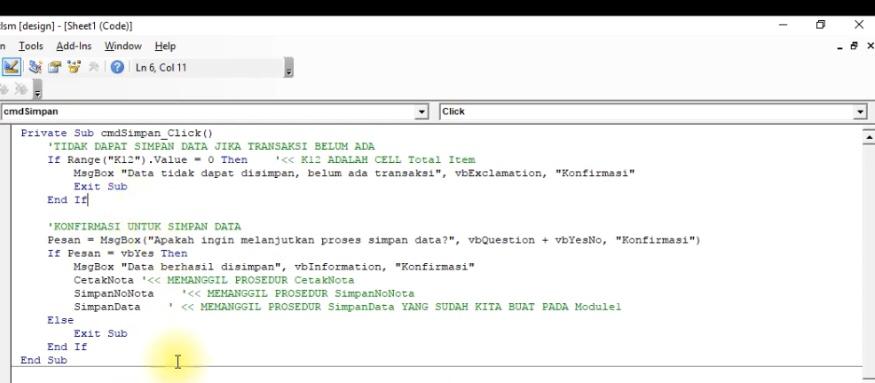 lsm [design] - [Sheet1 (Code)]
n Tools Add-Ins Window Help
Ln 6, Col 11
cmdSimpan Click
Private Sub cmdSimpan_Click()
'TIDAK DAPAT SIMPAN DATA JIKA TRANSAKSI BELUM ADA
If Range("K12").Value = 0 Then '<< K12 ADALAH CELL Total Item
MsgBox "Data tidak dapat disimpan, belum ada transaksi", vbExclamation, "Konfirmasi"
Exit Sub
End If
'KONFIRMASI UNTUK SIMPAN DATA
Pesan = MsgBox("Apakah ingin melanjutkan proses simpan data?", vbQuestion + vbYesNo, "Konfirmasi")
If Pesan = vbYes Then
MsgBox "Data berhasil disimpan", vbInformation, "Konfirmasi"
CetakNota '<< MEMANGGIL PROSEDUR CetakNota
SimpanNoNota '<< MEMANGGIL PROSEDUR SimpanNoNota
SimpanData ' << MEMANGGIL PROSEDUR SimpanData YANG SUDAH KITA BUAT PADA Module1
Else
Exit Sub
End If
End Sub